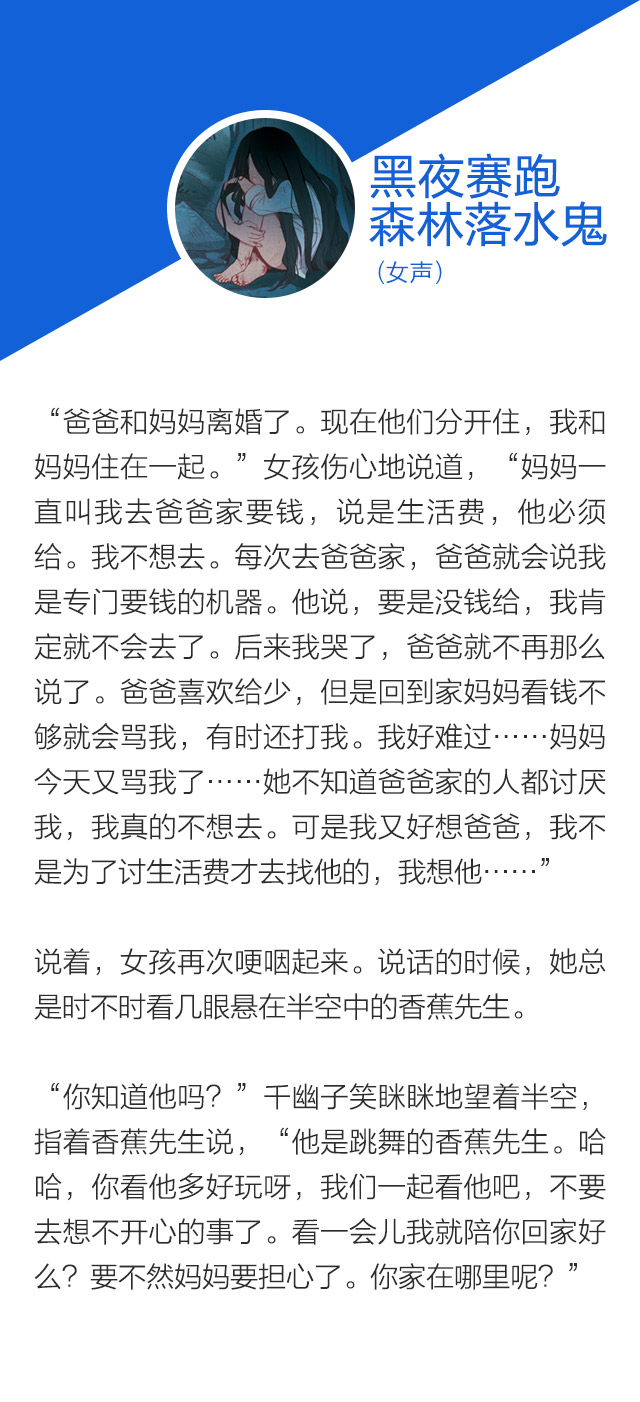 黑夜赛跑
森林落水鬼
（女声）
“爸爸和妈妈离婚了。现在他们分开住，我和
妈妈住在一起。”女孩伤心地说道，“妈妈一
直叫我去爸爸家要钱，说是生活费，他必须
给。我不想去。每次去爸爸家，爸爸就会说我
是专门要钱的机器。他说，要是没钱给，我肯
定就不会去了。后来我哭了，爸爸就不再那么
说了。爸爸喜欢给少，但是回到家妈妈看钱不
够就会骂我，有时还打我。我好难过……妈妈
今天又骂我了……她不知道爸爸家的人都讨厌
我，我真的不想去。可是我又好想爸爸，我不
是为了讨生活费才去找他的，我想他……”
说着，女孩再次哽咽起来。说话的时候，她总
是时不时看几眼悬在半空中的香蕉先生。
“你知道他吗？”千幽子笑眯眯地望着半空，
指着香蕉先生说，“他是跳舞的香蕉先生。哈
哈，你看他多好玩呀，我们一起看他吧，不要
去想不开心的事了。看一会儿我就陪你回家好
么？要不然妈妈要担心了。你家在哪里呢？”